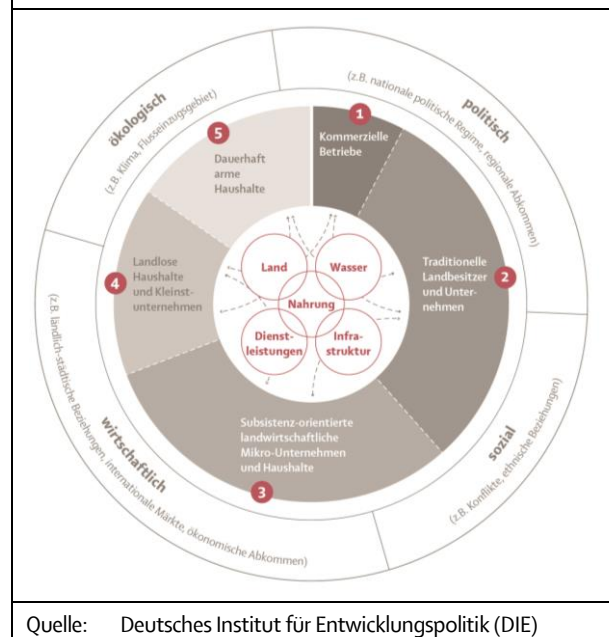 ökologisch
(z.B. Klima, Flusseinzugsgebiet)
politisch
(z.B. nationale politische Regime, regionale Abkommen)
1
Kommerzielle
Betriebe
5
Dauerhaft
arme
Haushalte
2
Traditionelle
Landbesitzer
und Unter-
nehmen
4
Landlose
Haushalte
und Kleinst-
unternehmen
Land
Wasser
Nahrung
Dienst-
leistungen
Infra-
struktur
Subsistenz-orientierte
landwirtschaftliche
Mikro-Unternehmen
und Haushalte
3
wirtschaftlich
(z.B. ländlich-städtische Beziehungen, internationale Märkte, ökonomische Abkommen)
sozial
(z.B. Konflikte, ethnische Beziehungen)
Quelle: Deutsches Institut für Entwicklungspolitik (DIE)